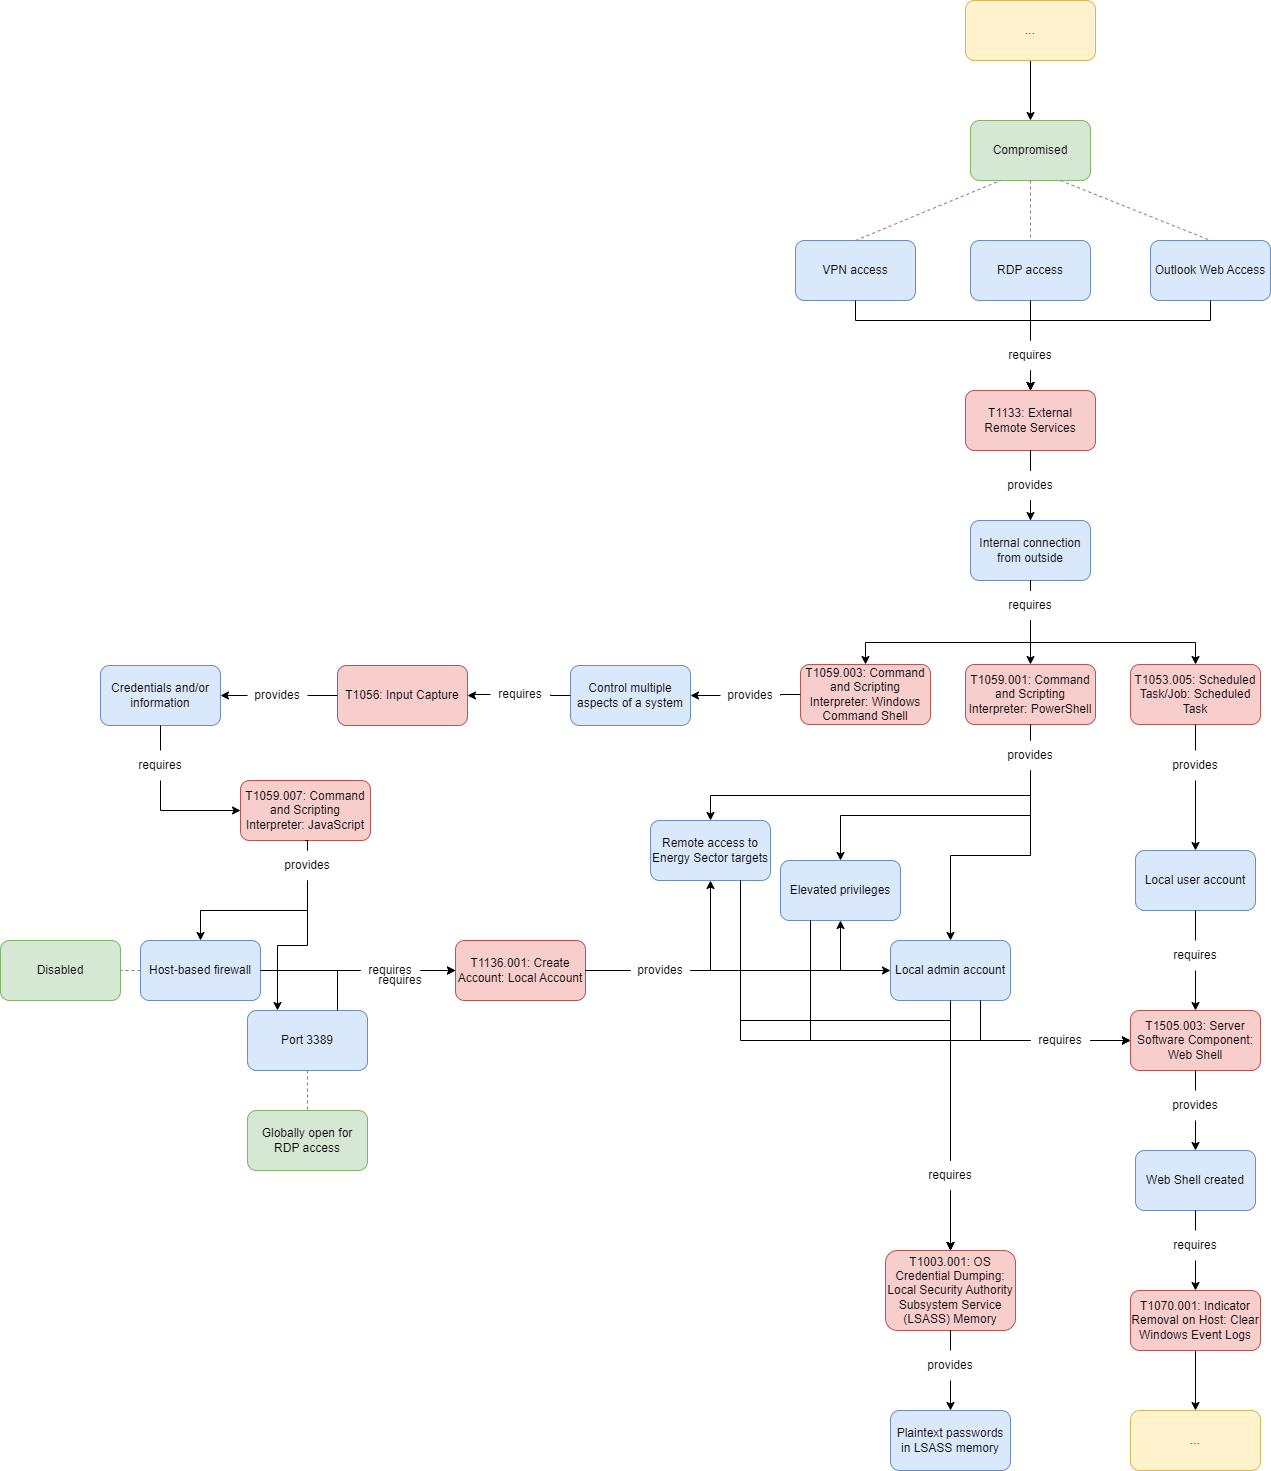 ...
Compromised
VPN access
RDP access
Outlook Web Access
requires
T1133: External
Remote Services
provides
Internal connection
from outside
requires
Credentials and/or
information
provides
T1056: Input Capture
requires
Control multiple
aspects of a system
provides
T1059.003: Command
and Scripting
Interpreter: Windows
Command Shell
T1059.001: Command
and Scripting
Interpreter: PowerShell
T1053.005: Scheduled
Task/Job: Scheduled
Task
requires
provides
provides
T1059.007: Command
and Scripting
Interpreter: JavaScript
provides
Remote access to
Energy Sector targets
Elevated privileges
Local user account
requires
Disabled
Host-based firewall
requires
requires
T1136.001: Create
Account: Local Account
provides
Local admin account
Port 3389
requires
T1505.003: Server
Software Component:
Web Shell
Globally open for
RDP access
provides
requires
Web Shell created
requires
T1003.001: OS
Credential Dumping:
Local Security Authority
Subsystem Service
(LSASS) Memory
T1070.001: Indicator
Removal on Host: Clear
Windows Event Logs
provides
Plaintext passwords
in LSASS memory
...